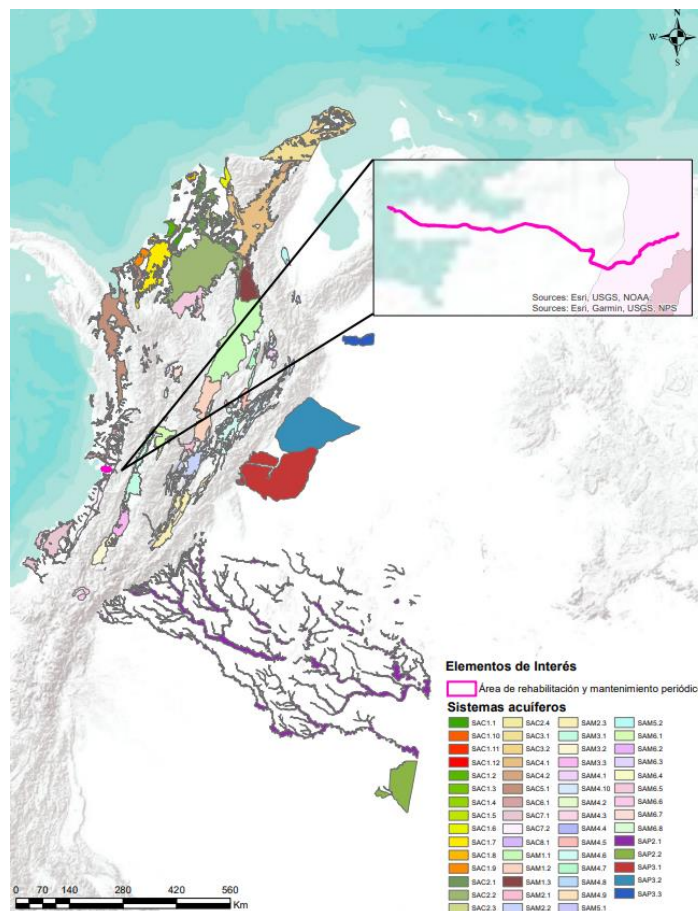 N
W E
S
Sources: Esri, USGS, NOAA,
Sources: Esri, Garmin, USGS, NPS
Elementos de Interés
Área de rehabilitación y mantenimiento periódic
Sistemas acuíferos
SAC1.1 SAC2.4 SAM2.3 SAM5.2
SAC1.10 SAC3.1 SAM3.1 SAM6.1
SAC1.11 SAC3.2 SAM3.2 SAM6.2
SAC1.12 SAC4.1 SAM3.3 SAM6.3
SAC1.2 SAC4.2 SAM4.1 SAM6.4
SAC1.3 SAC5.1 SAM4.10 SAM6.5
SAC1.4 SAC6.1 SAM4.2 SAM6.6
SAC1.5 SAC7.1 SAM4.3 SAM6.7
SAC1.6 SAC7.2 SAM4.4 SAM6.8
SAC1.7 SAC8.1 SAM4.5 SAP2.1
SAC1.8 SAM1.1 SAM4.6 SAP2.2
SAC1.9 SAM1.2 SAM4.7 SAP3.1
SAC2.1 SAM1.3 SAM4.8 SAP3.2
SAC2.2 SAM2.1 SAM4.9 SAP3.3
SAC2.3 SAM2.2 SAM5.1
0 70 140 280 420 560
Km